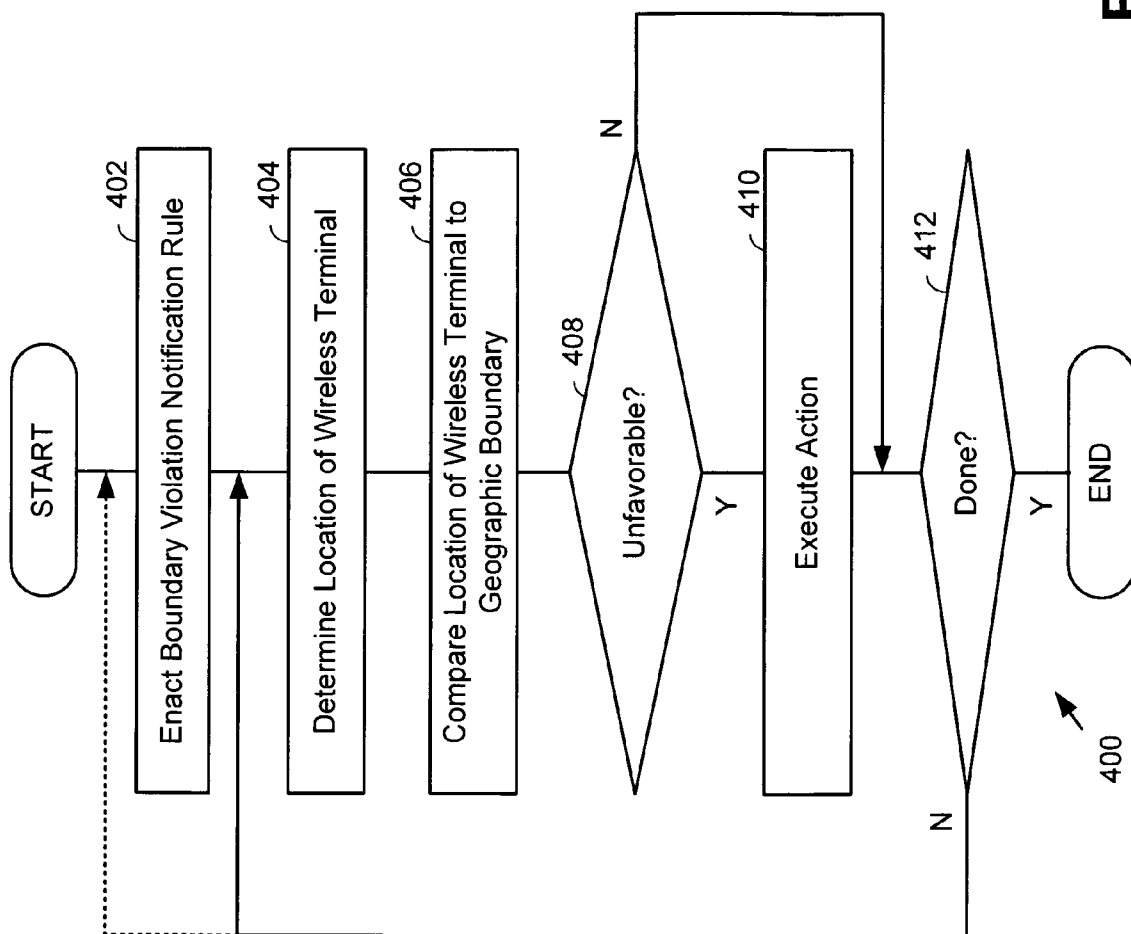 START
402
Enact Boundary Violation Notification Rule
404
Determine Location of Wireless Terminal
406
Compare Location of Wireless Terminal to
Geographic Boundary
408
Unfavorable?
N
Y
410
Execute Action
412
Done?
N
Y
END
400